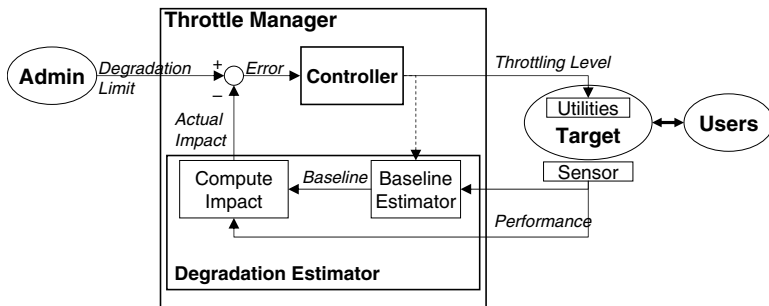 Throttle Manager
Admin
Degradation
Limit
+
−
Error
Controller
Throttling Level
Utilities
Target
Users
Sensor
Actual
Impact
Compute
Impact
Baseline
Baseline
Estimator
Performance
Degradation Estimator